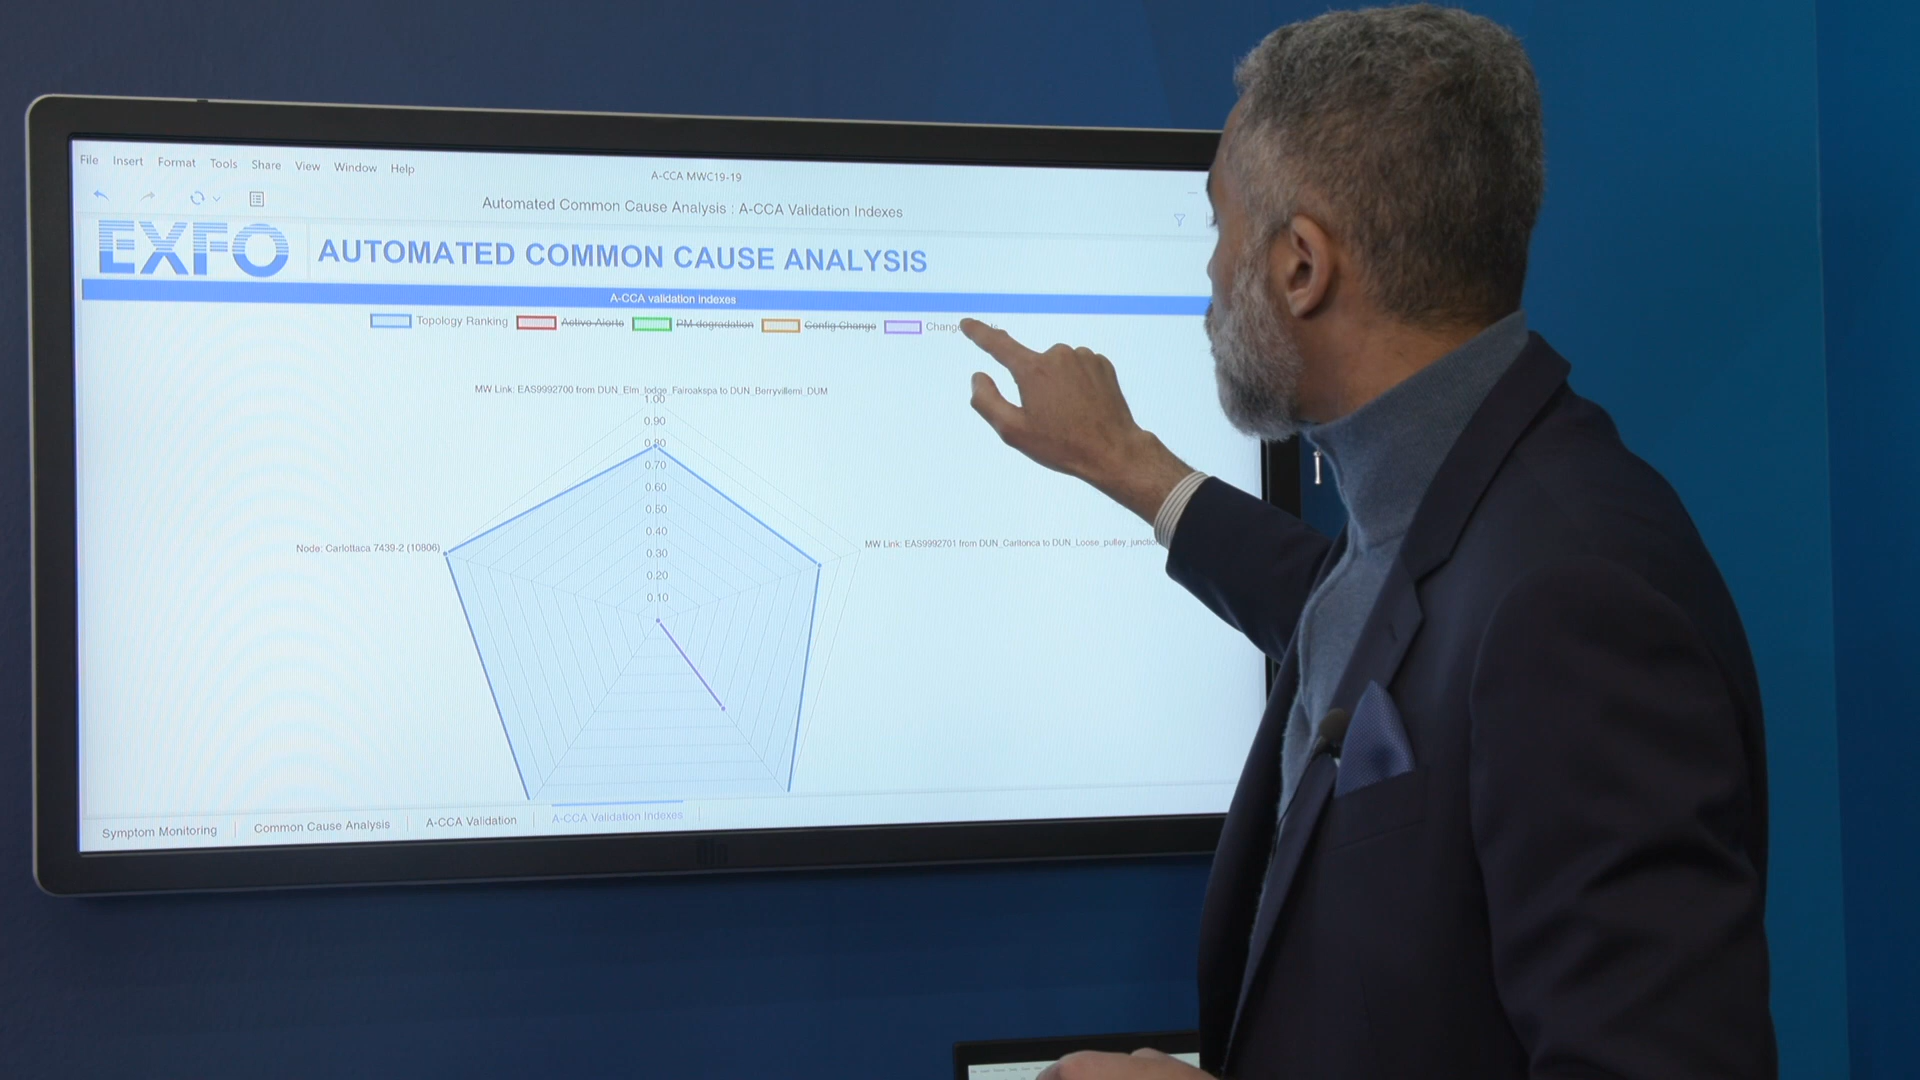 File Insert Format Tools Share View Window Help
A-CCA MWC19-19
Automated Common Cause Analysis : A-CCA Validation Indexes
EXFO AUTOMATED COMMON CAUSE ANALYSIS
A-CCA validation indexes
Topology Ranking Active Alerts PM degradation Config Change Change
MW Link: EAS9992700 from DUN_Elm_lodge_Fairoakspa to DUN_Berryvillemi_DUM
1.00
0.90
0.80
0.70
0.60
0.50
0.40
0.30
0.20
0.10
Node: Carlottaca 7439-2 (10806)
MW Link: EAS9992701 from DUN_Carltonca to DUN_Loose_pulley_junction
Symptom Monitoring Common Cause Analysis A-CCA Validation A-CCA Validation Indexes